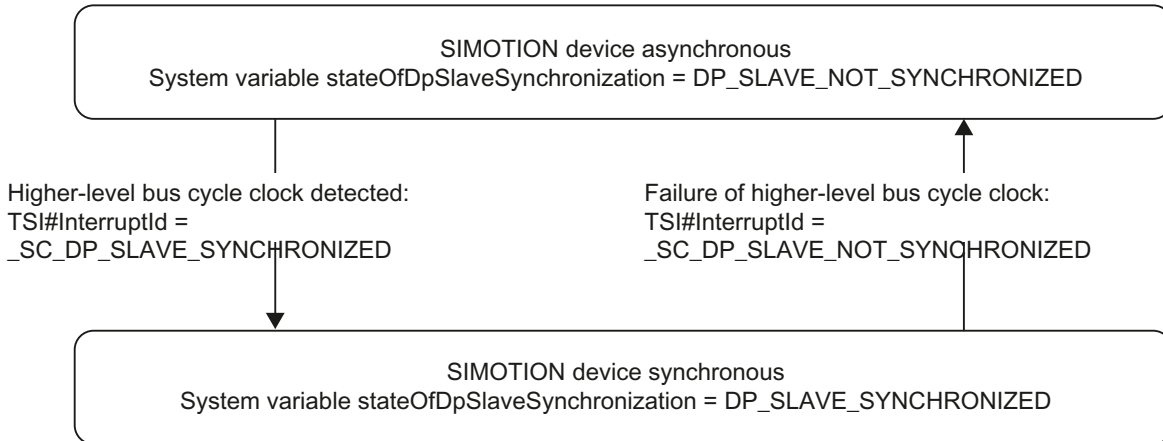 SIMOTION device asynchronous
System variable stateOfDpSlaveSynchronization = DP_SLAVE_NOT_SYNCHRONIZED
Higher-level bus cycle clock detected:
TSI#InterruptId =
_SC_DP_SLAVE_SYNCHRONIZED
Failure of higher-level bus cycle clock:
TSI#InterruptId =
_SC_DP_SLAVE_NOT_SYNCHRONIZED
SIMOTION device synchronous
System variable stateOfDpSlaveSynchronization = DP_SLAVE_SYNCHRONIZED